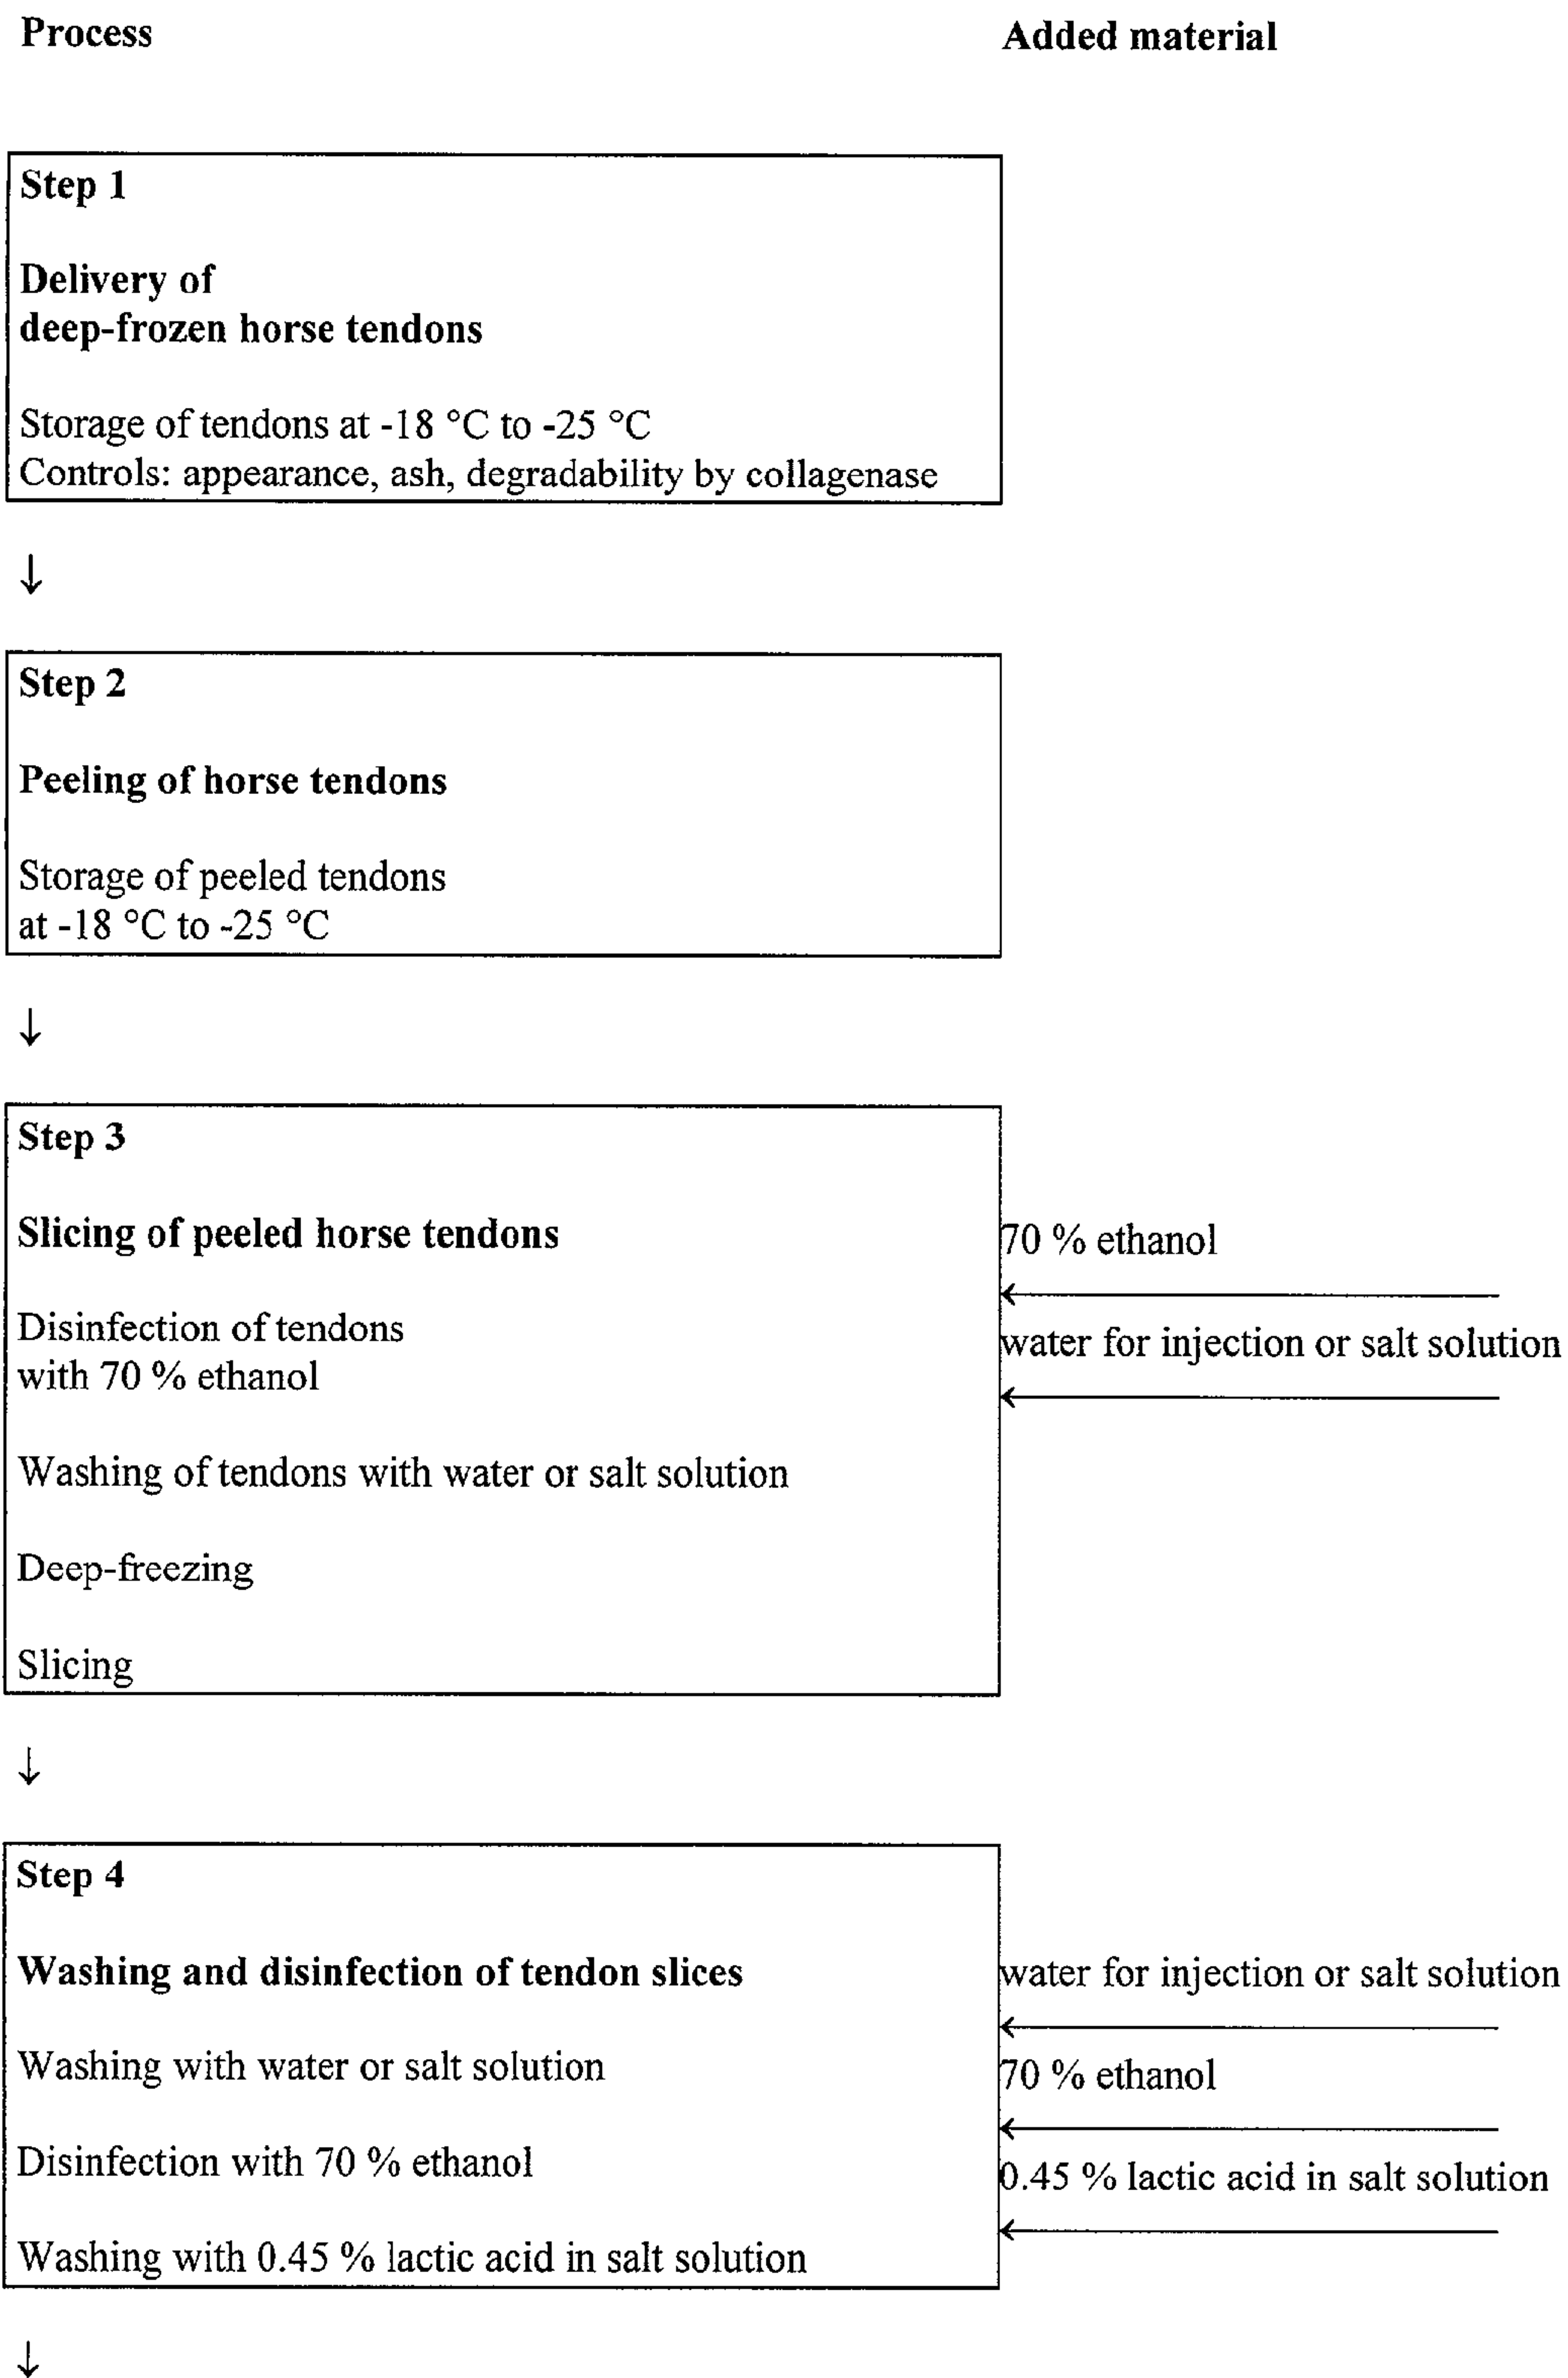 Process
Added material
Step 1
Delivery of
deep-frozen horse tendons
Storage of tendons at -18 °C to -25 °C
Controls: appearance, ash, degradability by collagenase
↓
Step 2
Peeling of horse tendons
Storage of peeled tendons
at -18 °C to -25 °C
↓
Step 3
Slicing of peeled horse tendons
70 % ethanol
Disinfection of tendons
with 70 % ethanol
water for injection or salt solution
Washing of tendons with water or salt solution
Deep-freezing
Slicing
↓
Step 4
Washing and disinfection of tendon slices
water for injection or salt solution
Washing with water or salt solution
70 % ethanol
Disinfection with 70 % ethanol
0.45 % lactic acid in salt solution
Washing with 0.45 % lactic acid in salt solution
↓